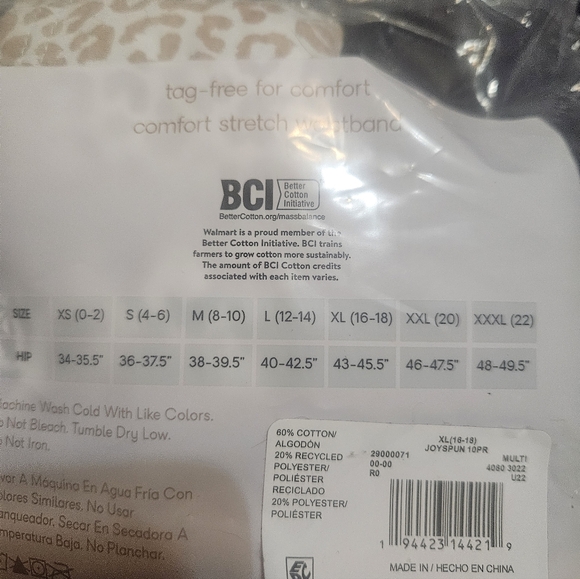 tag-free for comfort
comfort stretch waistband
BCI Better
Cotton
Initiative
BetterCotton.org/massbalance
Walmart is a proud member of the
Better Cotton Initiative. BCI trains
farmers to grow cotton more sustainably.
The amount of BCI Cotton credits
associated with each item varies.
SIZE XS (0-2) S (4-6) M (8-10) L (12-14) XL (16-18) XXL (20) XXXL (22)
HIP 34-35.5" 36-37.5" 38-39.5" 40-42.5" 43-45.5" 46-47.5" 48-49.5"
Machine Wash Cold With Like Colors.
Do Not Bleach. Tumble Dry Low.
Do Not Iron.
Lavar A Máquina En Agua Fría Con
Colores Similares. No Usar
Blanqueador. Secar En Secadora A
Temperatura Baja. No Planchar.
60% COTTON/
ALGODÓN
20% RECYCLED
POLYESTER/
POLIÉSTER
RECICLADO
20% POLYESTER/
POLIÉSTER
XL(16-18)
JOYSPUN 10PR
29000071
00-00
R0
MULTI
4080 3022
U22
1 94423 14421 9
MADE IN / HECHO EN CHINA